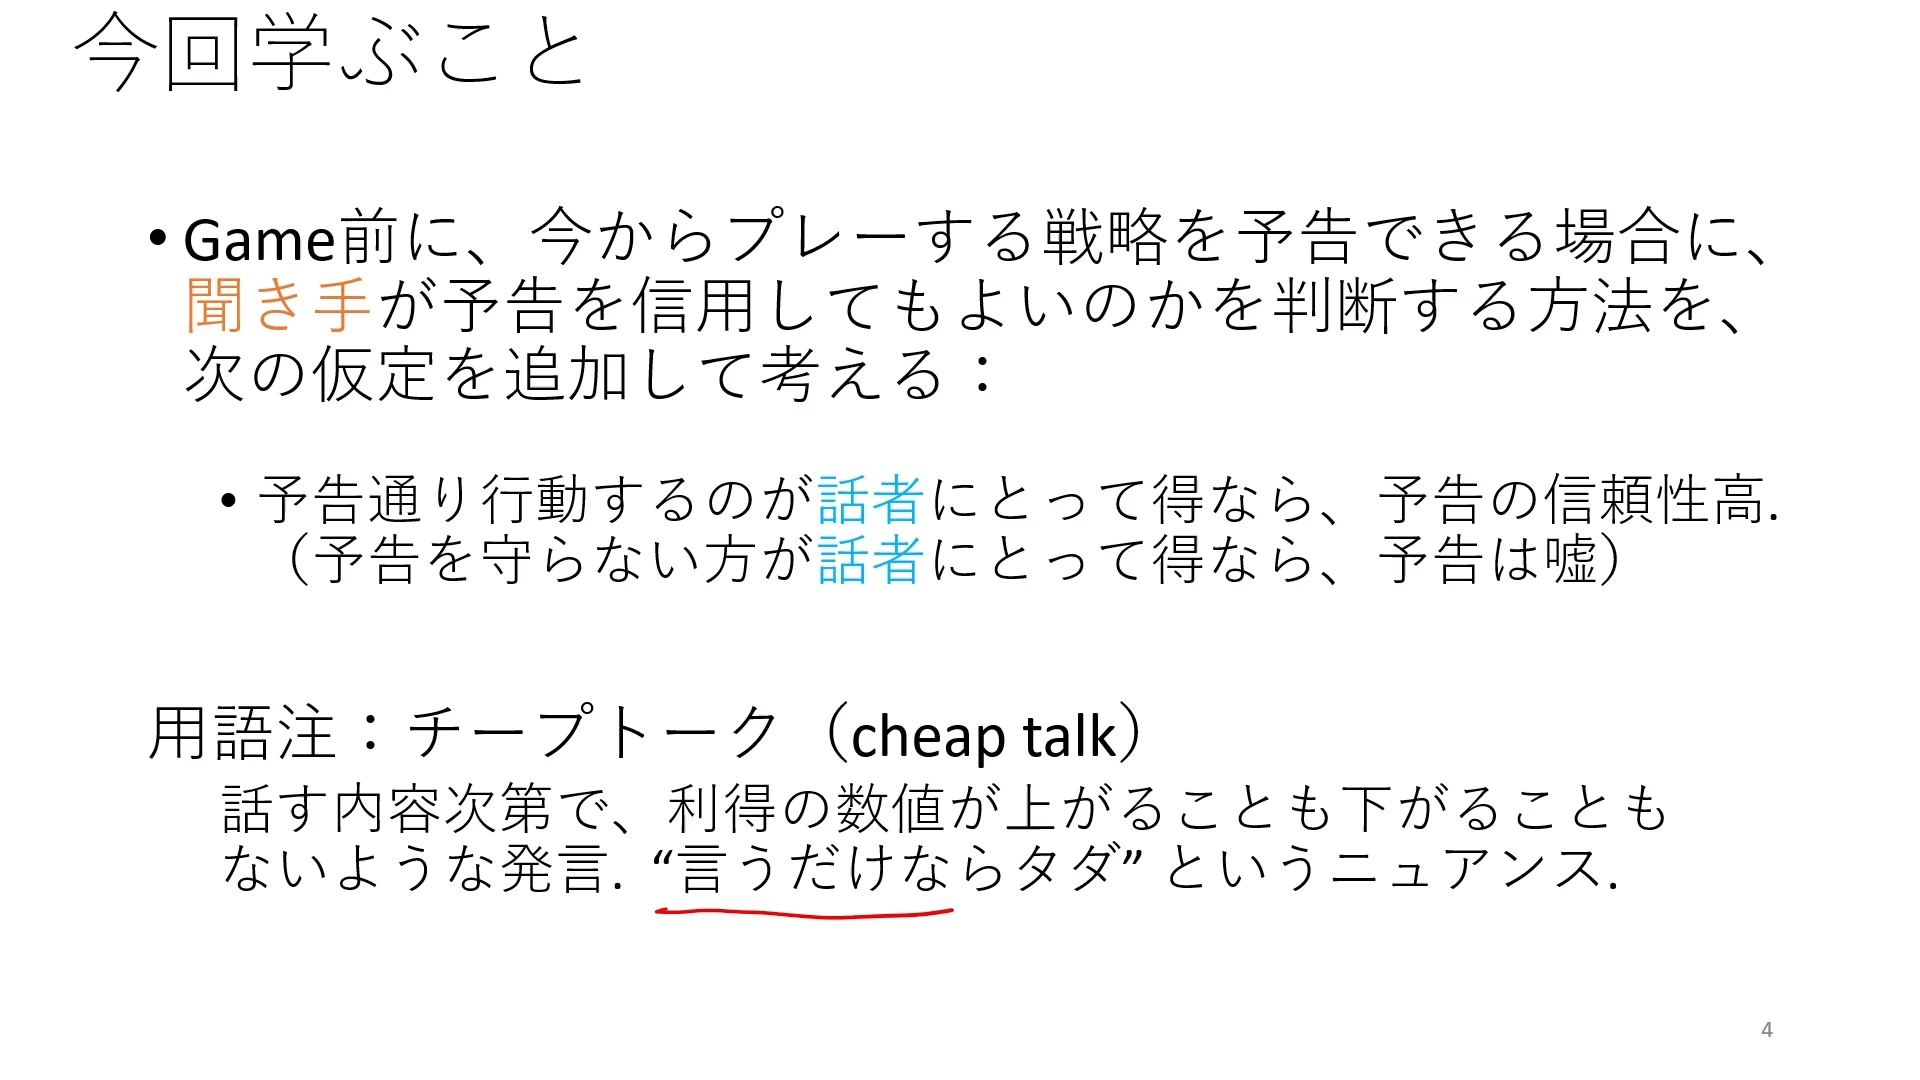 今回学ぶこと
• Game前に、今からプレーする戦略を予告できる場合に、
聞き手が予告を信用してもよいのかを判断する方法を、
次の仮定を追加して考える：
• 予告通り行動するのが話者にとって得なら、予告の信頼性高.
（予告を守らない方が話者にとって得なら、予告は嘘）
用語注：チープトーク（cheap talk）
話す内容次第で、利得の数値が上がることも下がることも
ないような発言. “言うだけならタダ” というニュアンス.
4